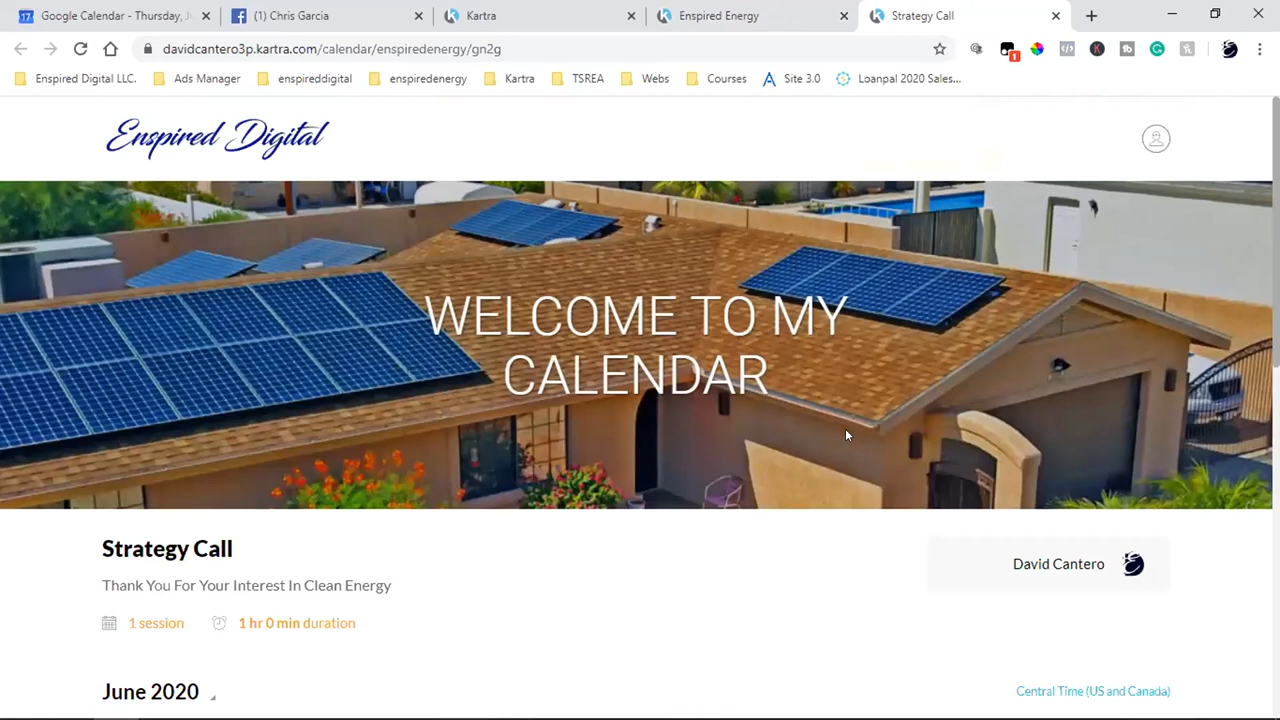 Google Calendar - Thursday, J
(1) Chris Garcia
Kartra
Enspired Energy
Strategy Call
davidcantero3p.kartra.com/calendar/enspiredenergy/gn2g
Enspired Digital LLC.
Ads Manager
enspireddigital
enspiredenergy
Kartra
TSREA
Webs
Courses
Site 3.0
Loanpal 2020 Sales...
Enspired Digital
WELCOME TO MY
CALENDAR
Strategy Call
Thank You For Your Interest In Clean Energy
David Cantero
1 session
1 hr 0 min duration
June 2020
Central Time (US and Canada)